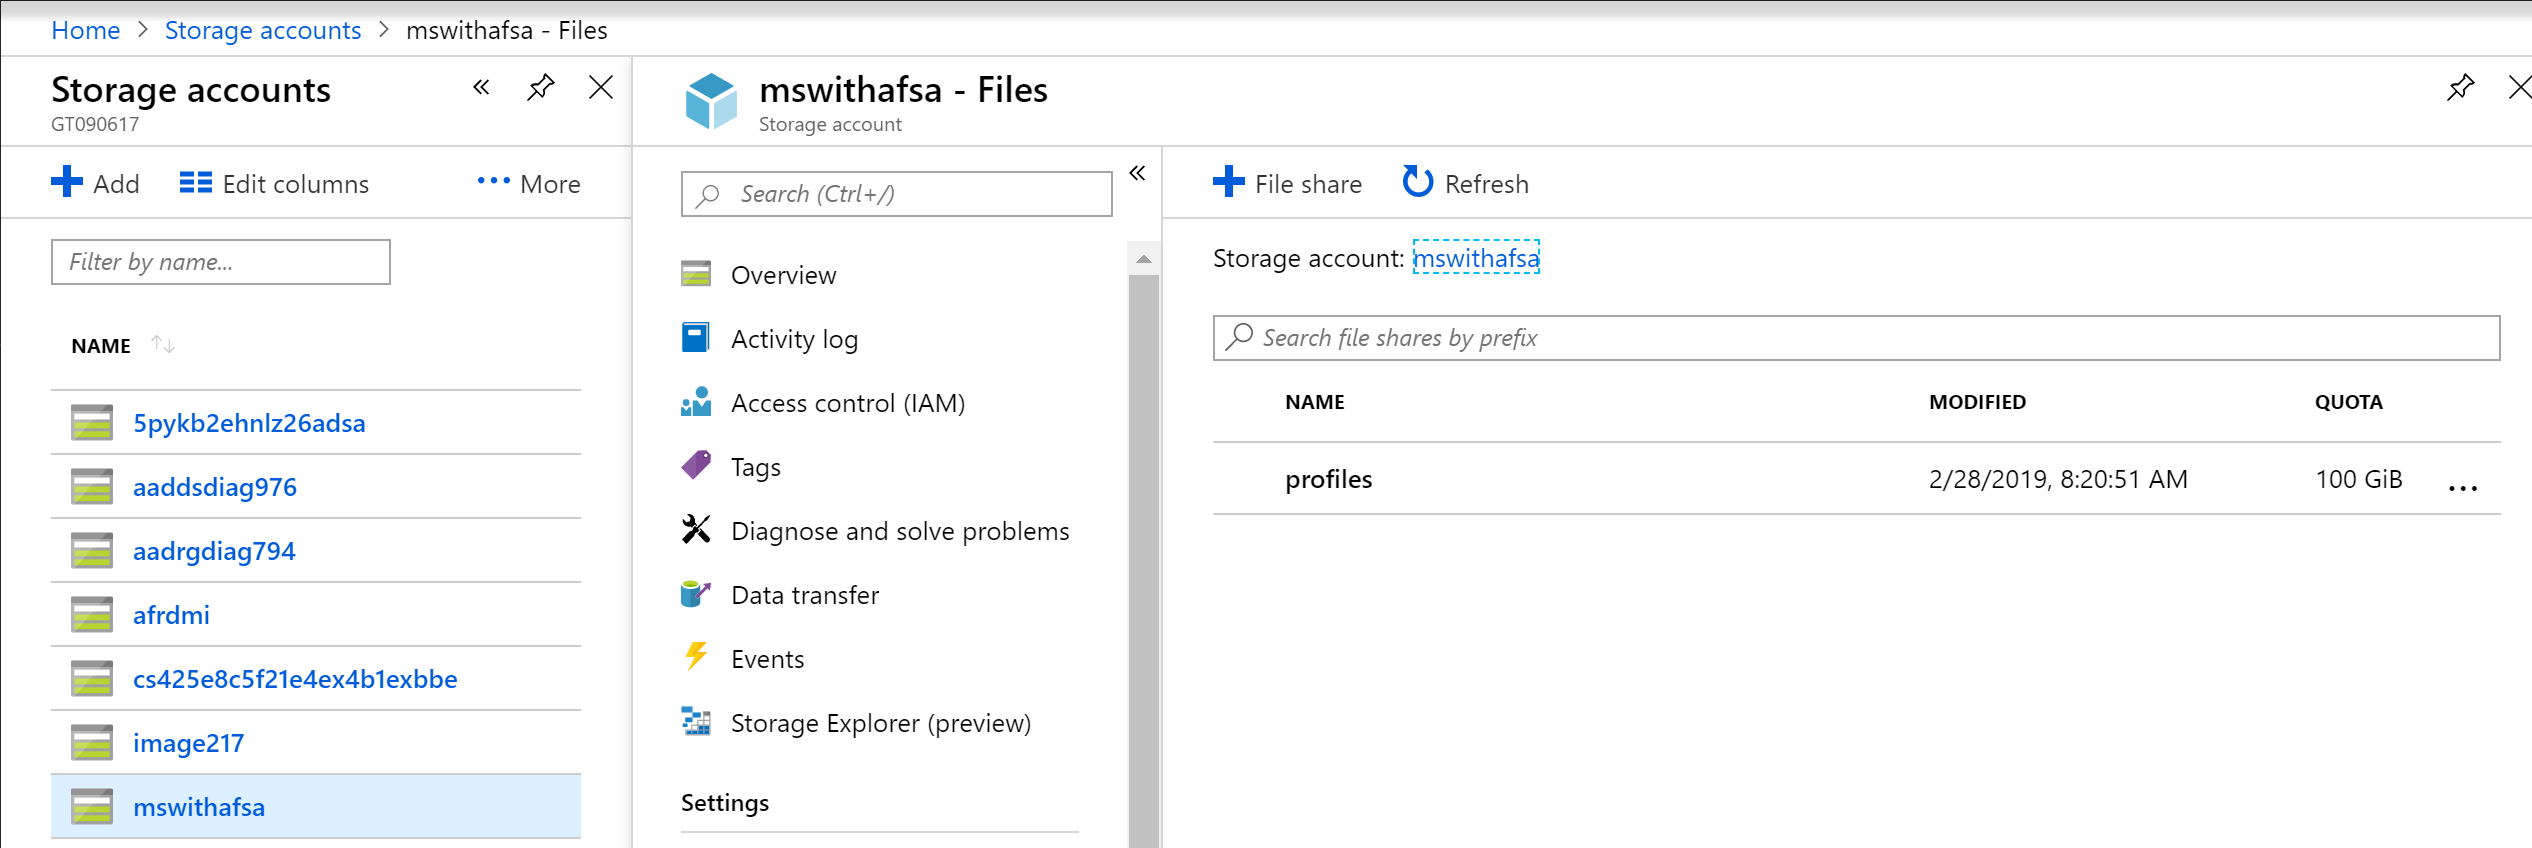 Home > Storage accounts > mswithafsa - Files
Storage accounts
GT090617
Add
Edit columns
More
Filter by name...
NAME
5pykb2ehnlz26adsa
aaddsdiag976
aadrgdiag794
afrdmi
cs425e8c5f21e4ex4b1exbbe
image217
mswithafsa
mswithafsa - Files
Storage account
Search (Ctrl+/)
Overview
Activity log
Access control (IAM)
Tags
Diagnose and solve problems
Data transfer
Events
Storage Explorer (preview)
Settings
File share
Refresh
Storage account: mswithafsa
Search file shares by prefix
NAME MODIFIED QUOTA
profiles 2/28/2019, 8:20:51 AM 100 GiB ...